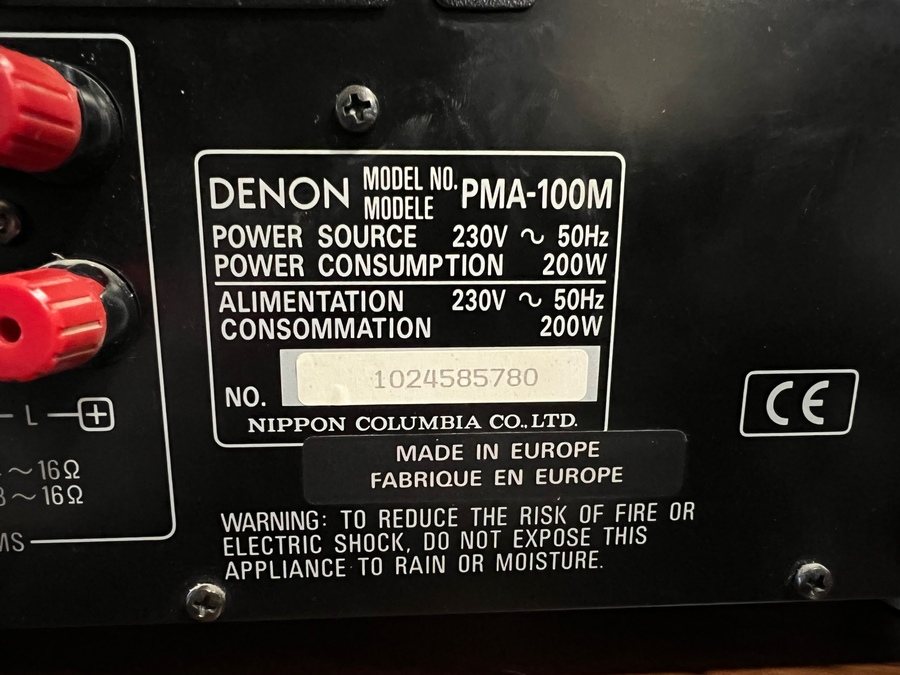 DENON MODEL NO. MODELE PMA-100M
POWER SOURCE 230V ~ 50Hz
POWER CONSUMPTION 200W
ALIMENTATION 230V ~ 50Hz
CONSOMMATION 200W
NO. 1024585780
NIPPON COLUMBIA CO.,LTD.
MADE IN EUROPE
FABRIQUE EN EUROPE
WARNING: TO REDUCE THE RISK OF FIRE OR
ELECTRIC SHOCK, DO NOT EXPOSE THIS
APPLIANCE TO RAIN OR MOISTURE.
CE
L +
~ 16Ω
~ 16Ω